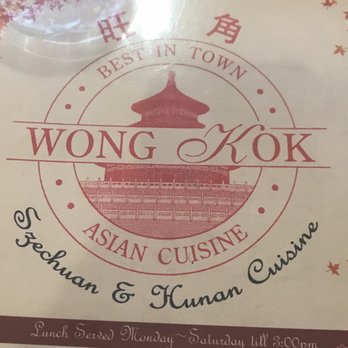 旺 角
BEST IN TOWN
WONG KOK
ASIAN CUISINE
Szechuan & Hunan Cuisine
Lunch Served Monday~Saturday till 3:00pm